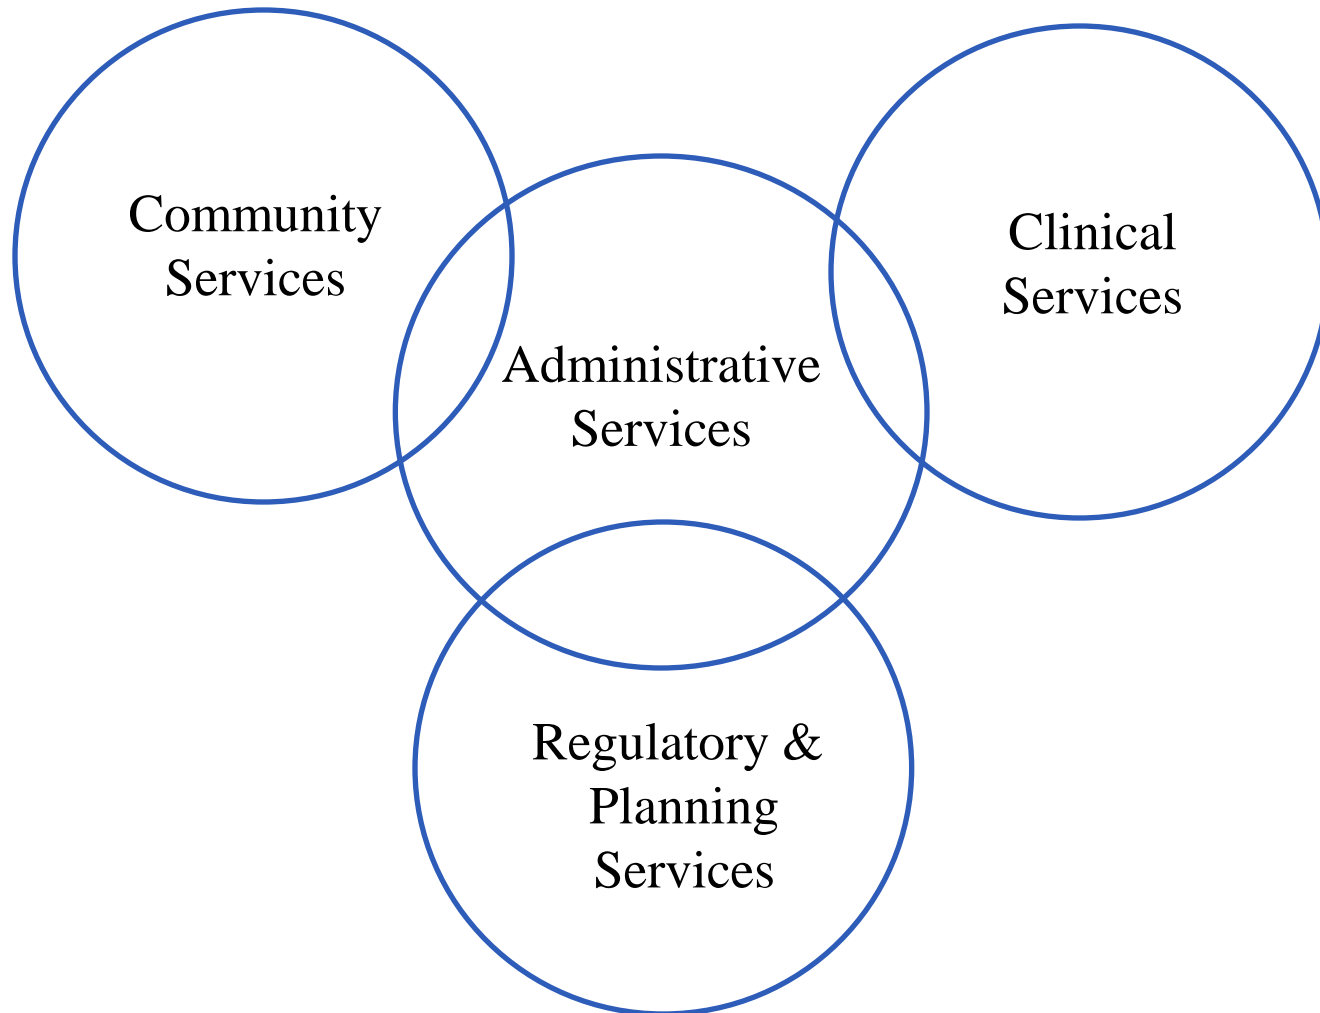 Community
Services
Clinical
Services
Administrative
Services
Regulatory &
Planning
Services